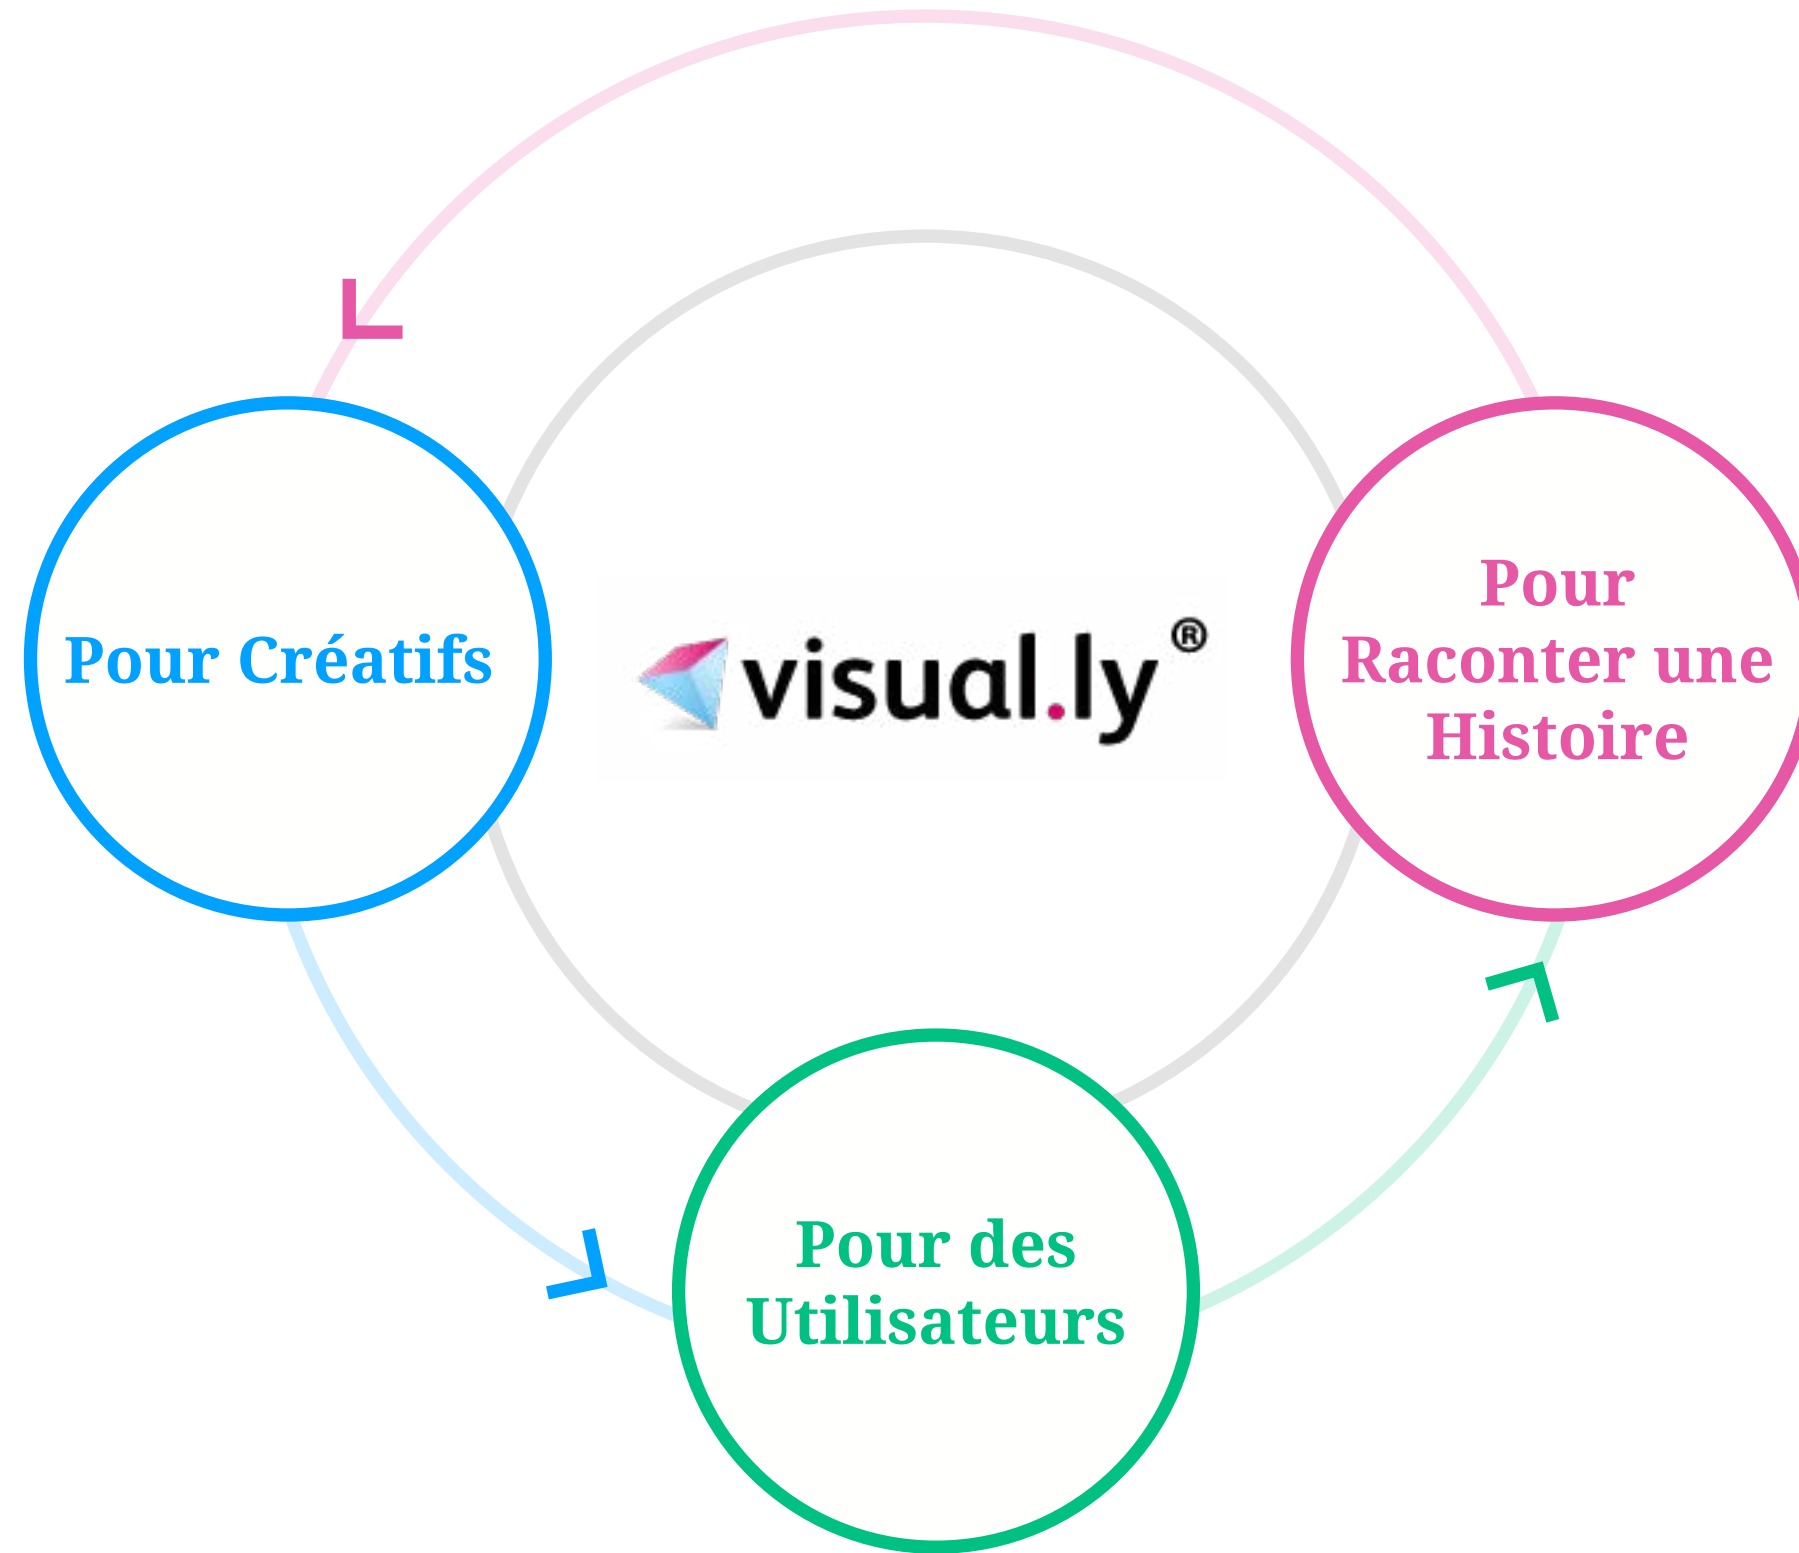 Pour Créatifs
visual.ly®
Pour
Raconter une
Histoire
Pour des
Utilisateurs